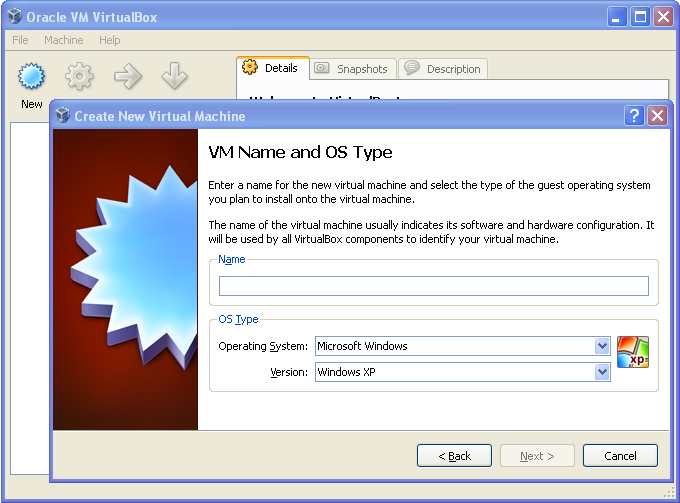 Oracle VM VirtualBox
File Machine Help
Details Snapshots Description
New
Create New Virtual Machine
VM Name and OS Type
Enter a name for the new virtual machine and select the type of the guest operating system
you plan to install onto the virtual machine.
The name of the virtual machine usually indicates its software and hardware configuration. It
will be used by all VirtualBox components to identify your virtual machine.
Name
OS Type
Operating System: Microsoft Windows
xp
Version: Windows XP
< Back Next > Cancel